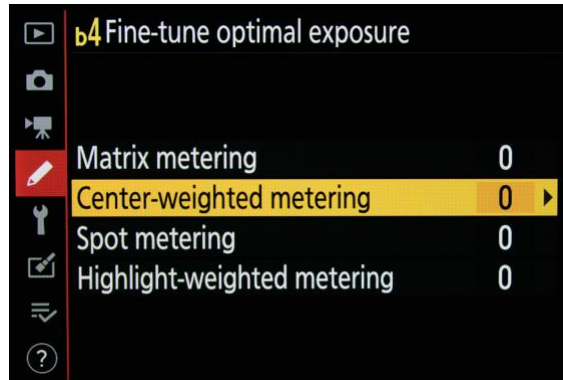 b4 Fine-tune optimal exposure
Matrix metering 0
Center-weighted metering 0
Spot metering 0
Highlight-weighted metering 0
?